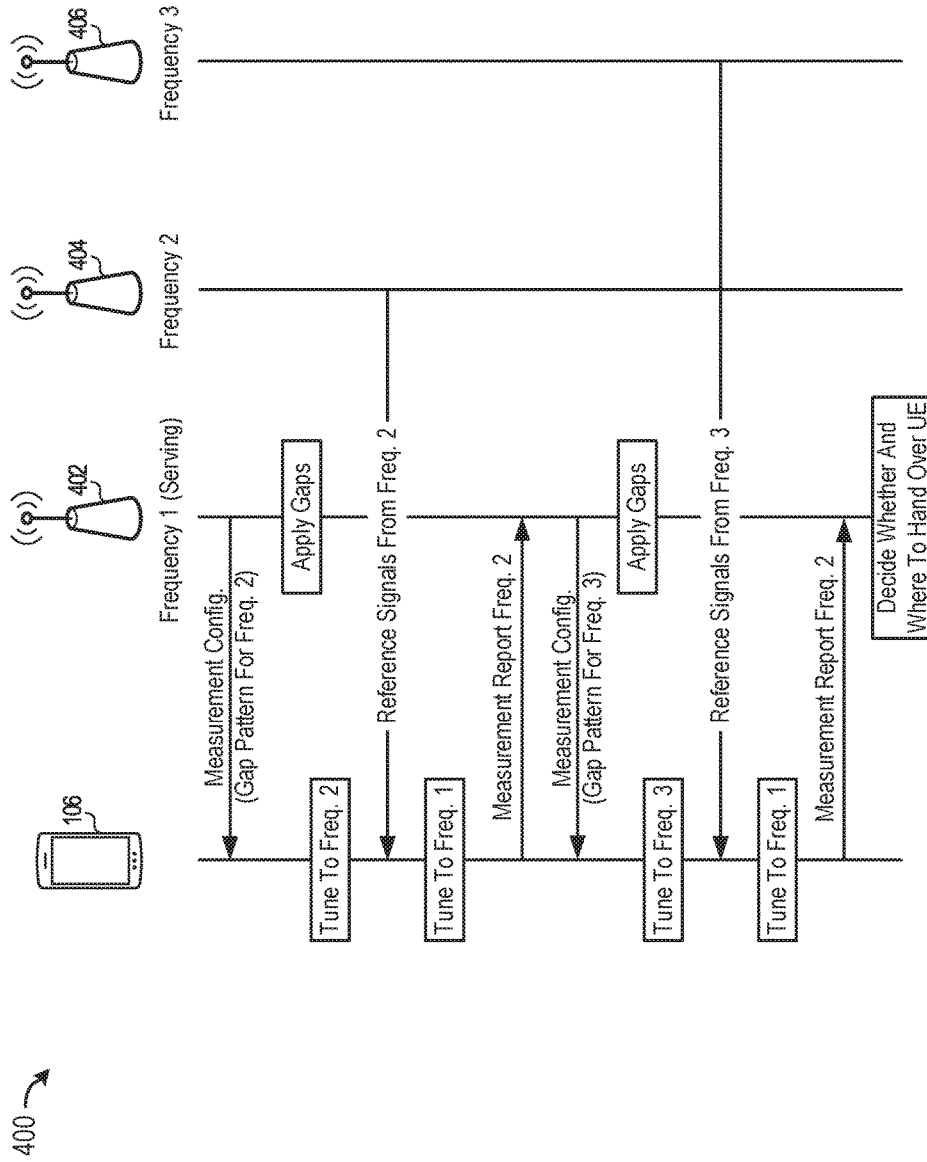 400
106
402
404
406
Frequency 1 (Serving)
Frequency 2
Frequency 3
Measurement Config.
(Gap Pattern For Freq. 2)
Apply Gaps
Tune To Freq. 2
Reference Signals From Freq. 2
Tune To Freq. 1
Measurement Report Freq. 2
Measurement Config.
(Gap Pattern For Freq. 3)
Apply Gaps
Tune To Freq. 3
Reference Signals From Freq. 3
Tune To Freq. 1
Measurement Report Freq. 2
Decide Whether And
Where To Hand Over UE